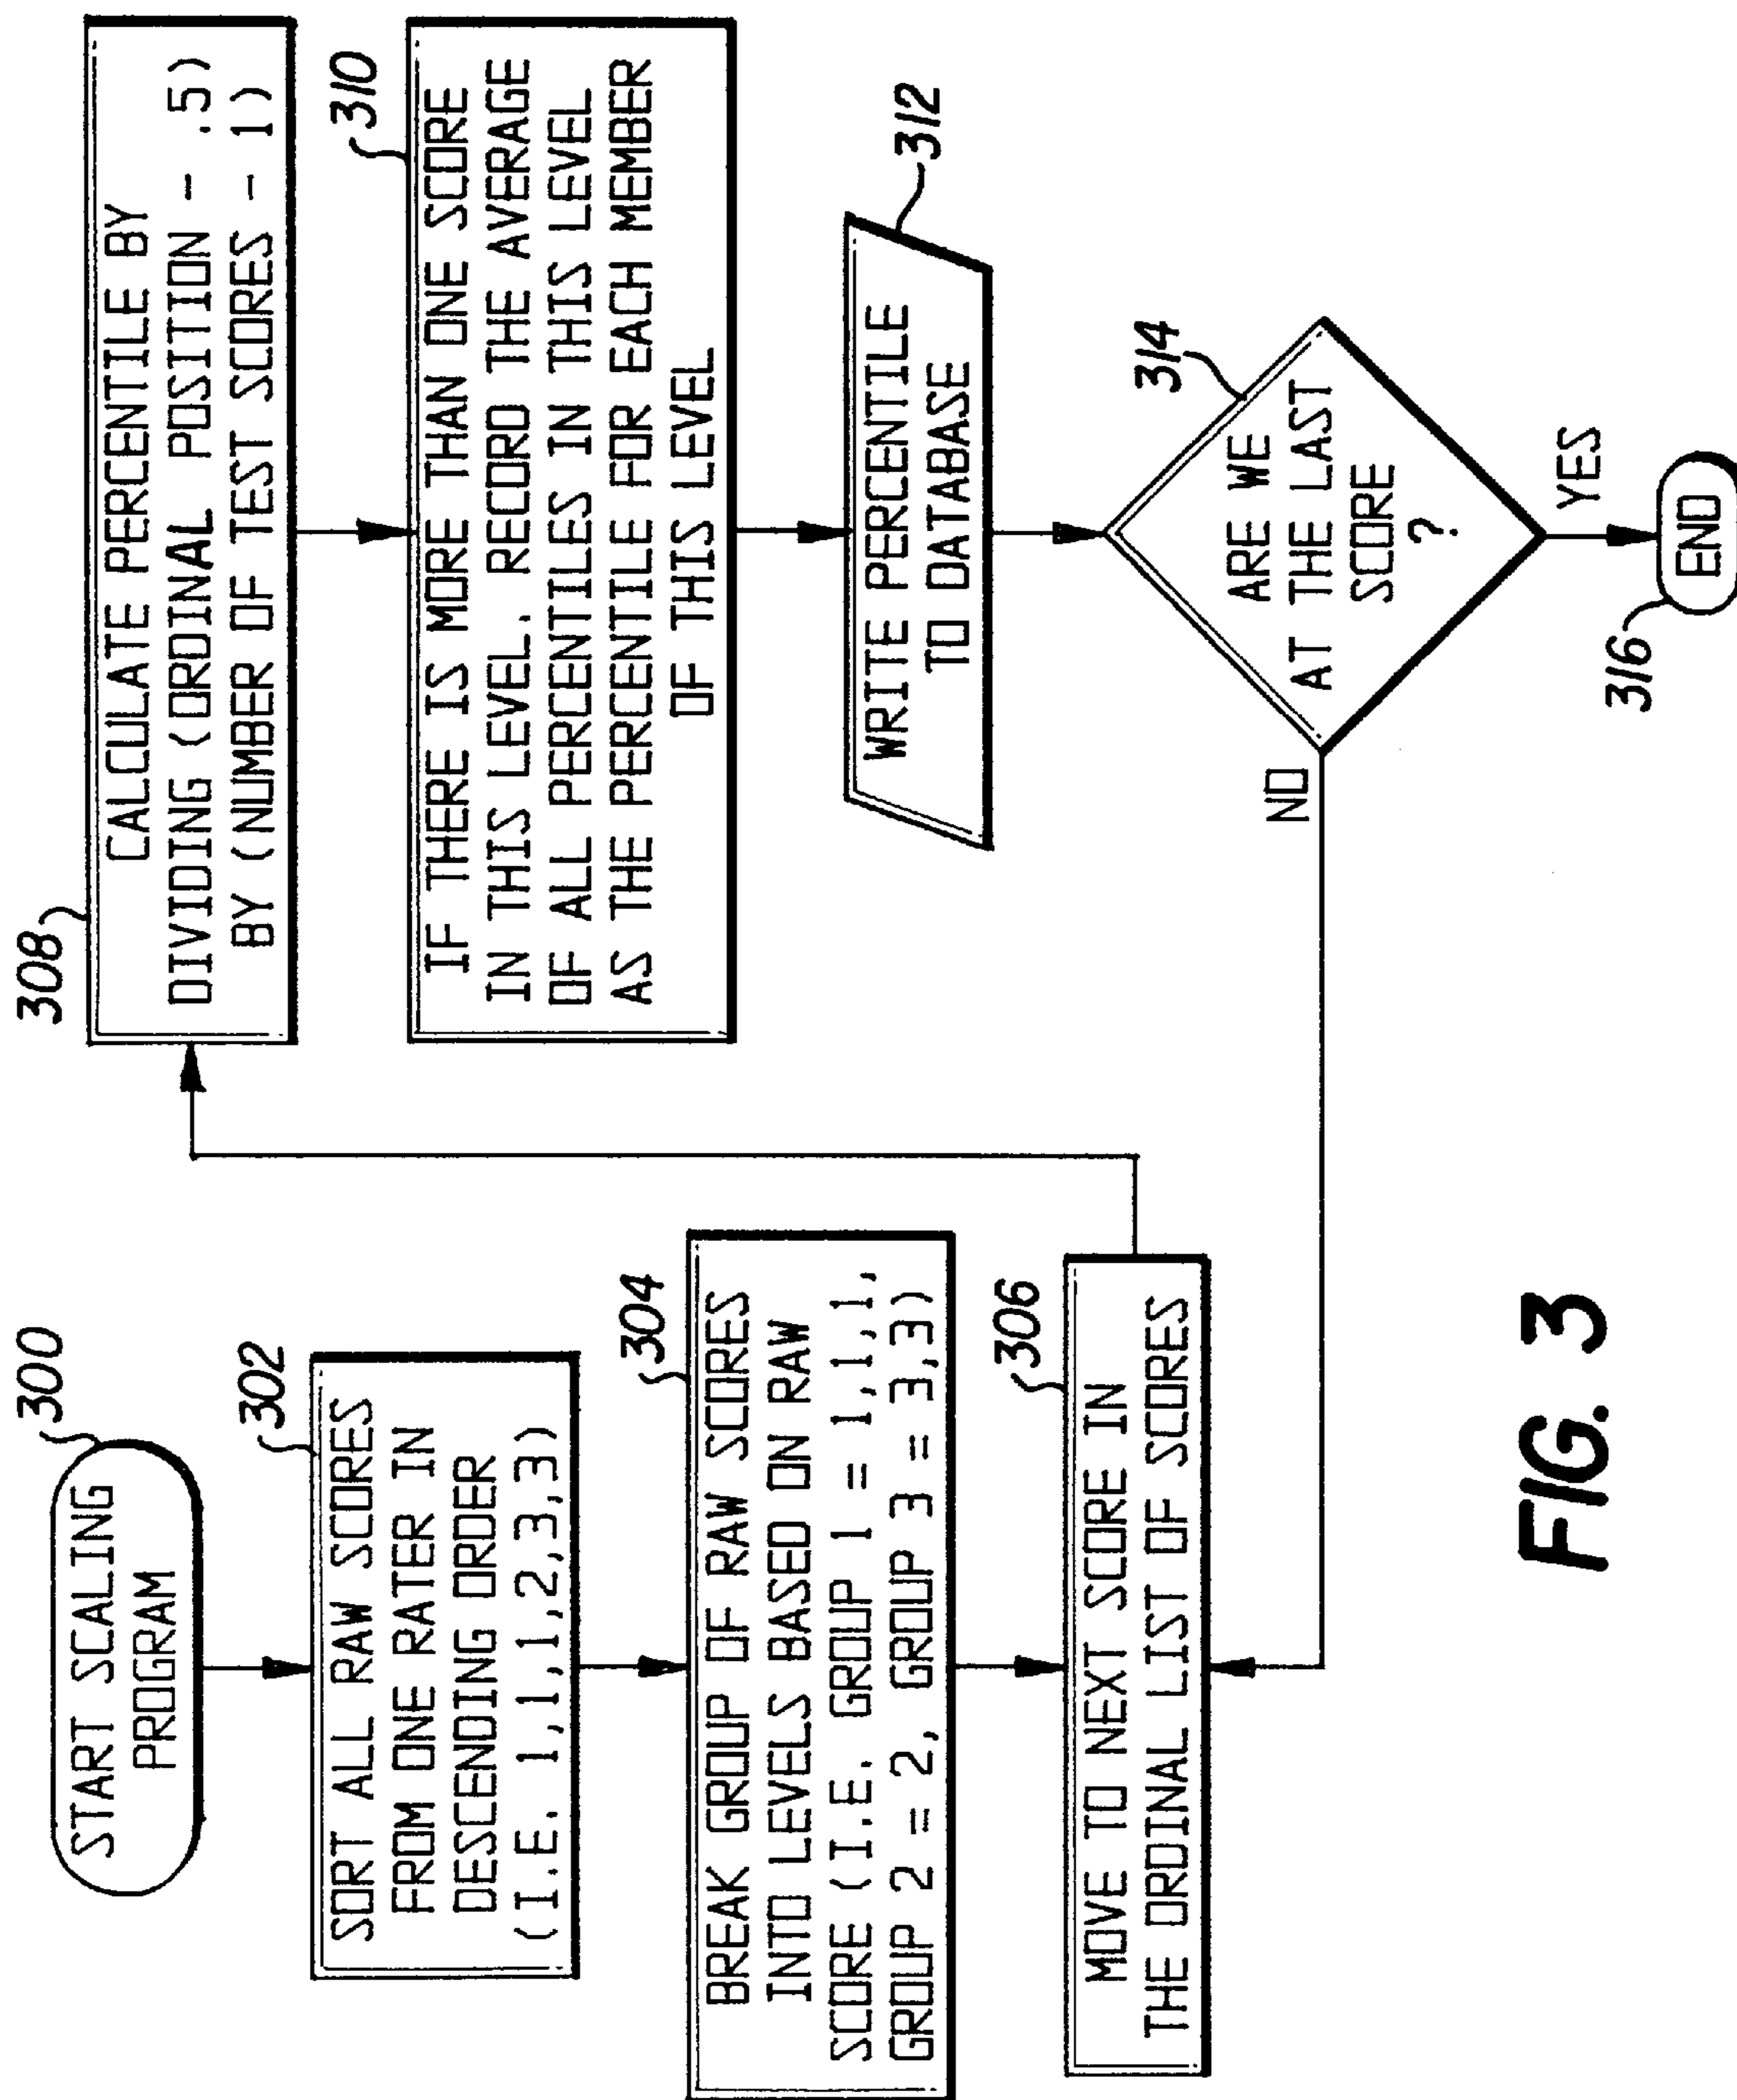 300
START SCALING
PROGRAM
302
SORT ALL RAW SCORES
FROM ONE RATER IN
DESCENDING ORDER
(I.E. 1,1,1,2,3,3)
304
BREAK GROUP OF RAW SCORES
INTO LEVELS BASED ON RAW
SCORE (I.E. GROUP 1 = 1,1,1,
GROUP 2 = 2, GROUP 3 = 3,3)
306
MOVE TO NEXT SCORE IN
THE ORDINAL LIST OF SCORES
308
CALCULATE PERCENTILE BY
DIVIDING (ORDINAL POSITION - .5)
BY (NUMBER OF TEST SCORES - 1)
310
IF THERE IS MORE THAN ONE SCORE
IN THIS LEVEL, RECORD THE AVERAGE
OF ALL PERCENTILES IN THIS LEVEL
AS THE PERCENTILE FOR EACH MEMBER
OF THIS LEVEL
312
WRITE PERCENTILE
TO DATABASE
314
ARE WE
AT THE LAST
SCORE
?
NO
YES
316
END
FIG. 3